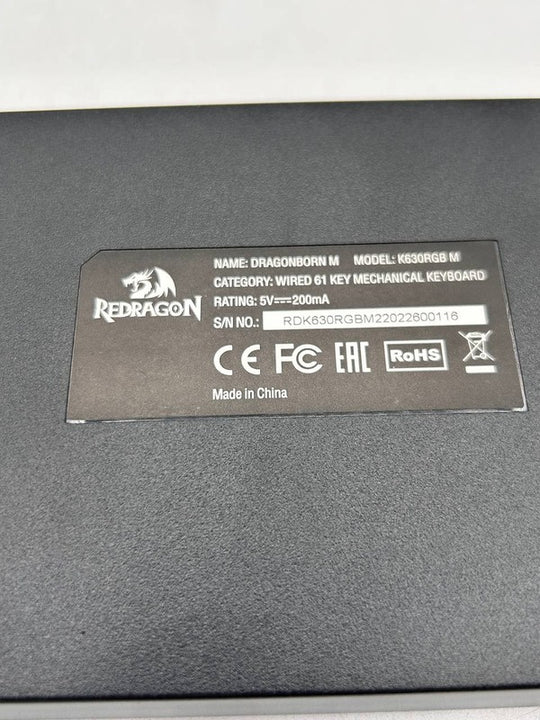 REDRAGON
NAME: DRAGONBORN M MODEL: K630RGB M
CATEGORY: WIRED 61 KEY MECHANICAL KEYBOARD
RATING: 5V⎓200mA
S/N NO.: RDK630RGBM22022600116
CE FC EAC RoHS
Made in China